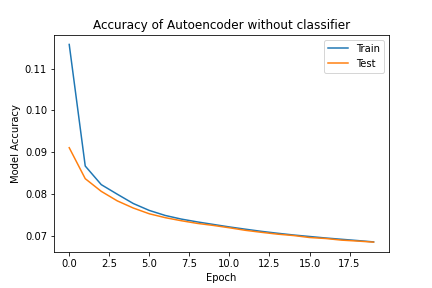 Accuracy of Autoencoder without classifier
Train
Test
Model Accuracy
0.11
0.10
0.09
0.08
0.07
0.0 2.5 5.0 7.5 10.0 12.5 15.0 17.5
Epoch